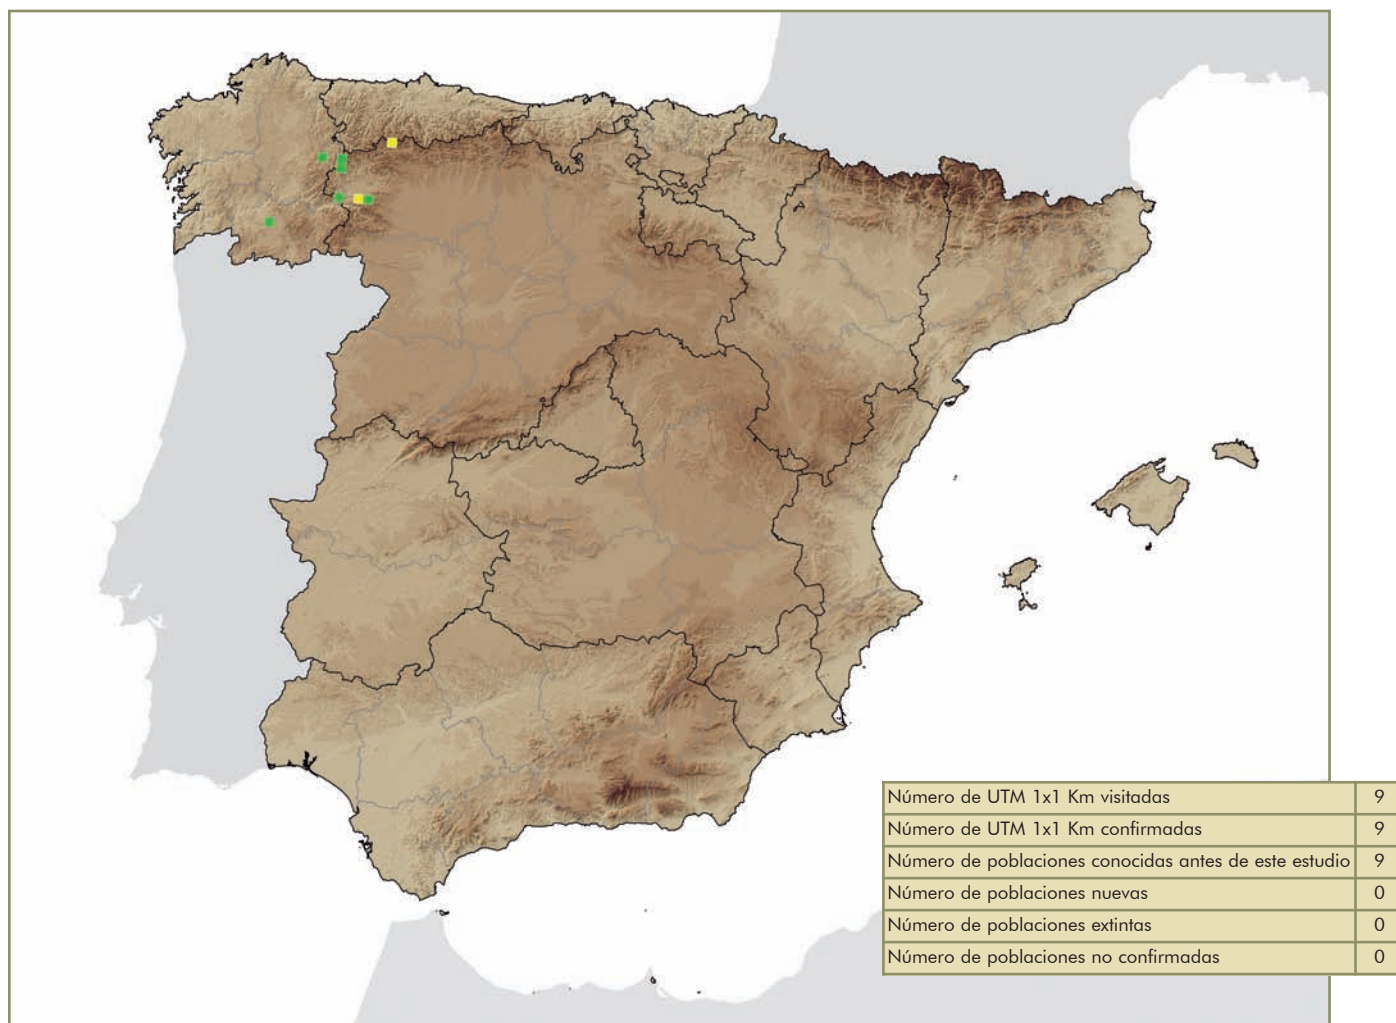 Número de UTM 1x1 Km visitadas 9
Número de UTM 1x1 Km confirmadas 9
Número de poblaciones conocidas antes de este estudio 9
Número de poblaciones nuevas 0
Número de poblaciones extintas 0
Número de poblaciones no confirmadas 0